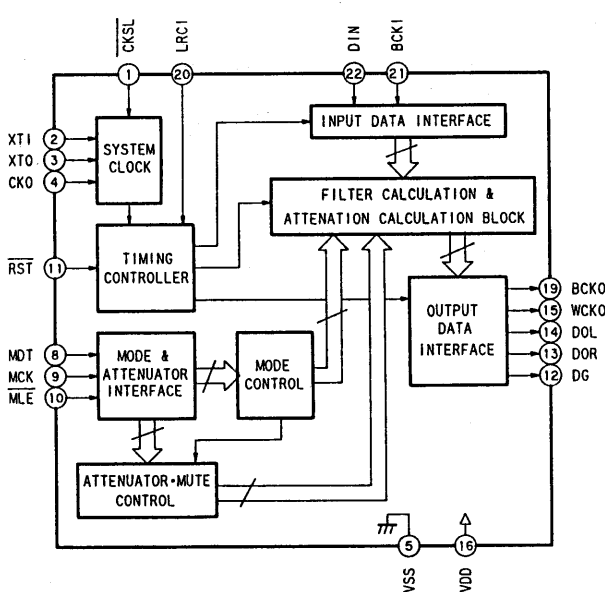 CKSL
LRCI
DIN
BCKI
1
20
22
21
XTI 2
XTO 3
CKO 4
SYSTEM
CLOCK
INPUT DATA INTERFACE
FILTER CALCULATION &
ATTENATION CALCULATION BLOCK
RST 11
TIMING
CONTROLLER
OUTPUT
DATA
INTERFACE
19 BCKO
15 WCKO
14 DOL
13 DOR
12 DG
MDT 8
MCK 9
MLE 10
MODE &
ATTENUATOR
INTERFACE
MODE
CONTROL
ATTENUATOR·MUTE
CONTROL
5
16
VSS
VDD